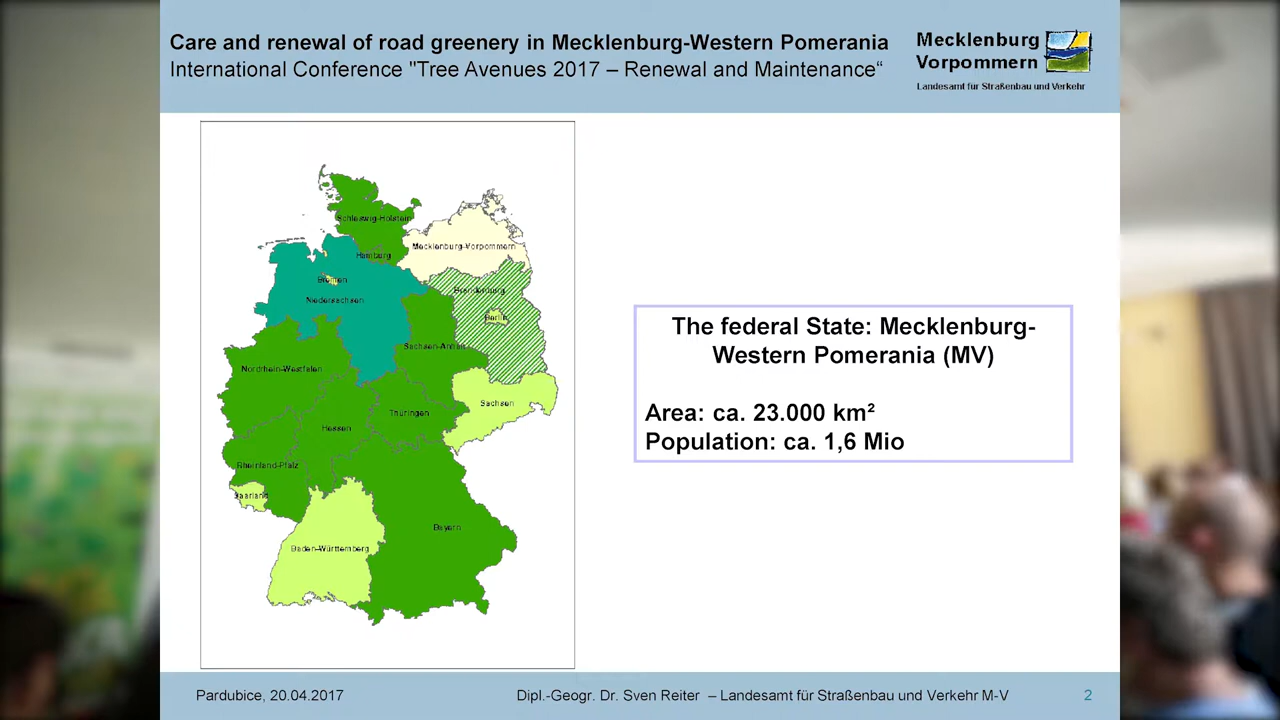 Care and renewal of road greenery in Mecklenburg-Western Pomerania
International Conference "Tree Avenues 2017 – Renewal and Maintenance“
Mecklenburg
Vorpommern
Landesamt für Straßenbau und Verkehr
Schleswig-Holstein
Mecklenburg-Vorpommern
Hamburg
Bremen
Niedersachsen
Brandenburg
Berlin
Sachsen-Anhalt
Nordrhein-Westfalen
Sachsen
Thüringen
Hessen
Rheinland-Pfalz
Saarland
Bayern
Baden-Württemberg
The federal State: Mecklenburg-
Western Pomerania (MV)
Area: ca. 23.000 km²
Population: ca. 1,6 Mio
Pardubice, 20.04.2017
Dipl.-Geogr. Dr. Sven Reiter – Landesamt für Straßenbau und Verkehr M-V
2